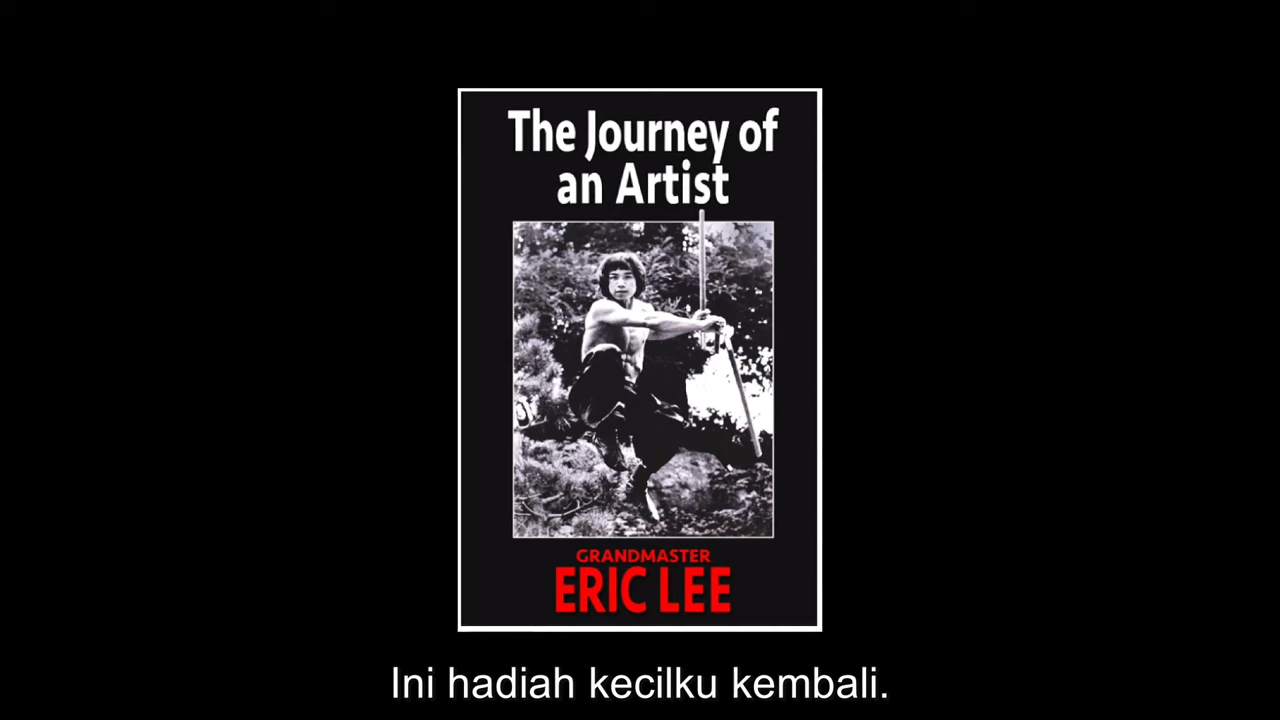 The Journey of
an Artist
GRANDMASTER
ERIC LEE
Ini hadiah kecilku kembali.